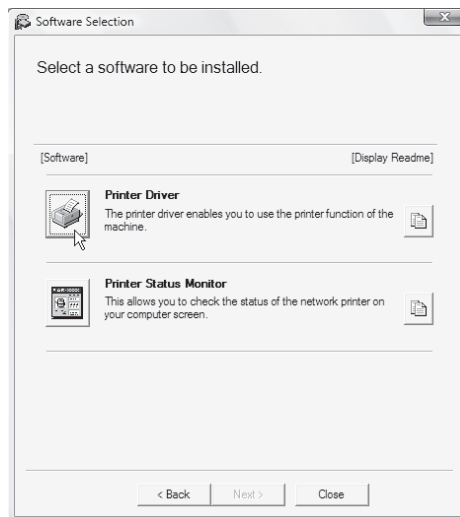 Software Selection
Select a software to be installed.
[Software] [Display Readme]
Printer Driver
The printer driver enables you to use the printer function of the
machine.
Printer Status Monitor
This allows you to check the status of the network printer on
your computer screen.
< Back Next > Close